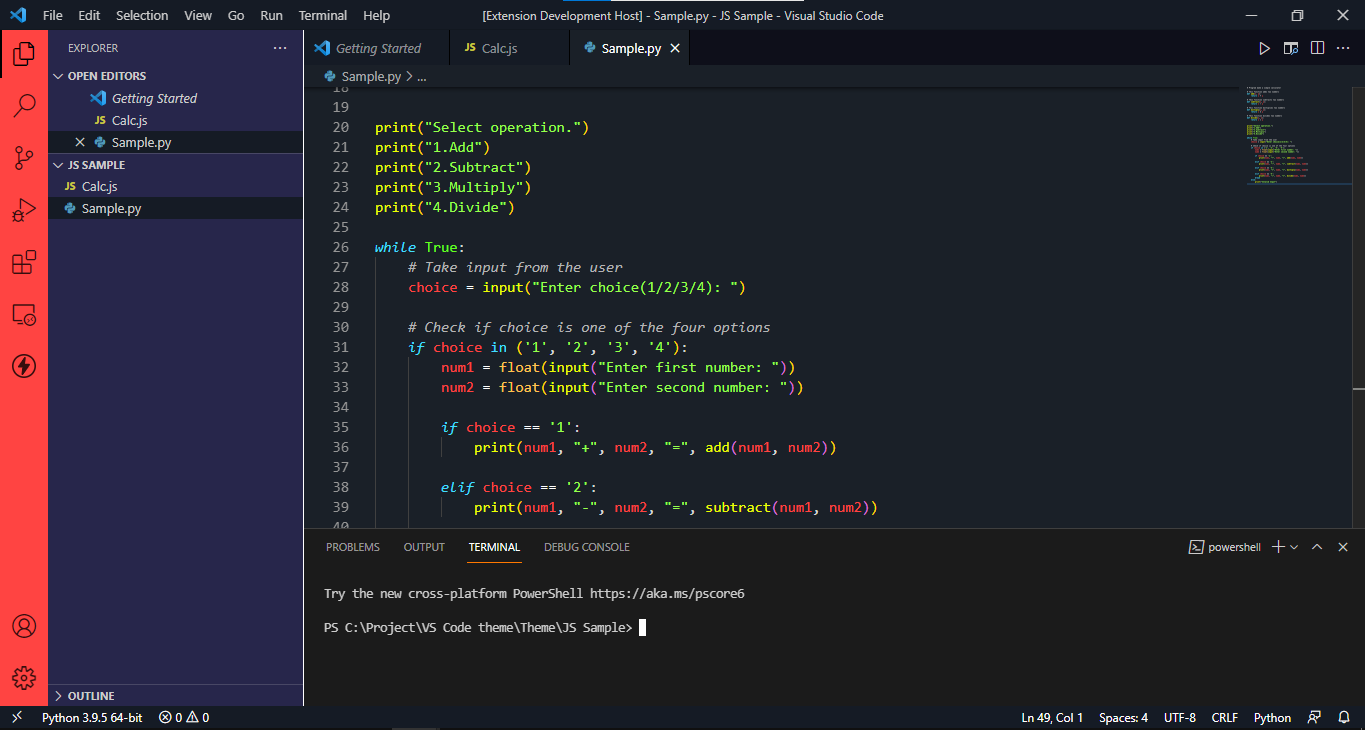 File Edit Selection View Go Run Terminal Help [Extension Development Host] - Sample.py - JS Sample - Visual Studio Code
EXPLORER
OPEN EDITORS
Getting Started
JS Calc.js
Sample.py
JS SAMPLE
JS Calc.js
Sample.py
OUTLINE
Getting Started JS Calc.js Sample.py
Sample.py > ...
18
19
20 print("Select operation.")
21 print("1.Add")
22 print("2.Subtract")
23 print("3.Multiply")
24 print("4.Divide")
25
26 while True:
27 # Take input from the user
28 choice = input("Enter choice(1/2/3/4): ")
29
30 # Check if choice is one of the four options
31 if choice in ('1', '2', '3', '4'):
32 num1 = float(input("Enter first number: "))
33 num2 = float(input("Enter second number: "))
34
35 if choice == '1':
36 print(num1, "+", num2, "=", add(num1, num2))
37
38 elif choice == '2':
39 print(num1, "-", num2, "=", subtract(num1, num2))
40
PROBLEMS OUTPUT TERMINAL DEBUG CONSOLE powershell
Try the new cross-platform PowerShell https://aka.ms/pscore6
PS C:\Project\VS Code theme\Theme\JS Sample>
Python 3.9.5 64-bit 0 0 Ln 49, Col 1 Spaces: 4 UTF-8 CRLF Python